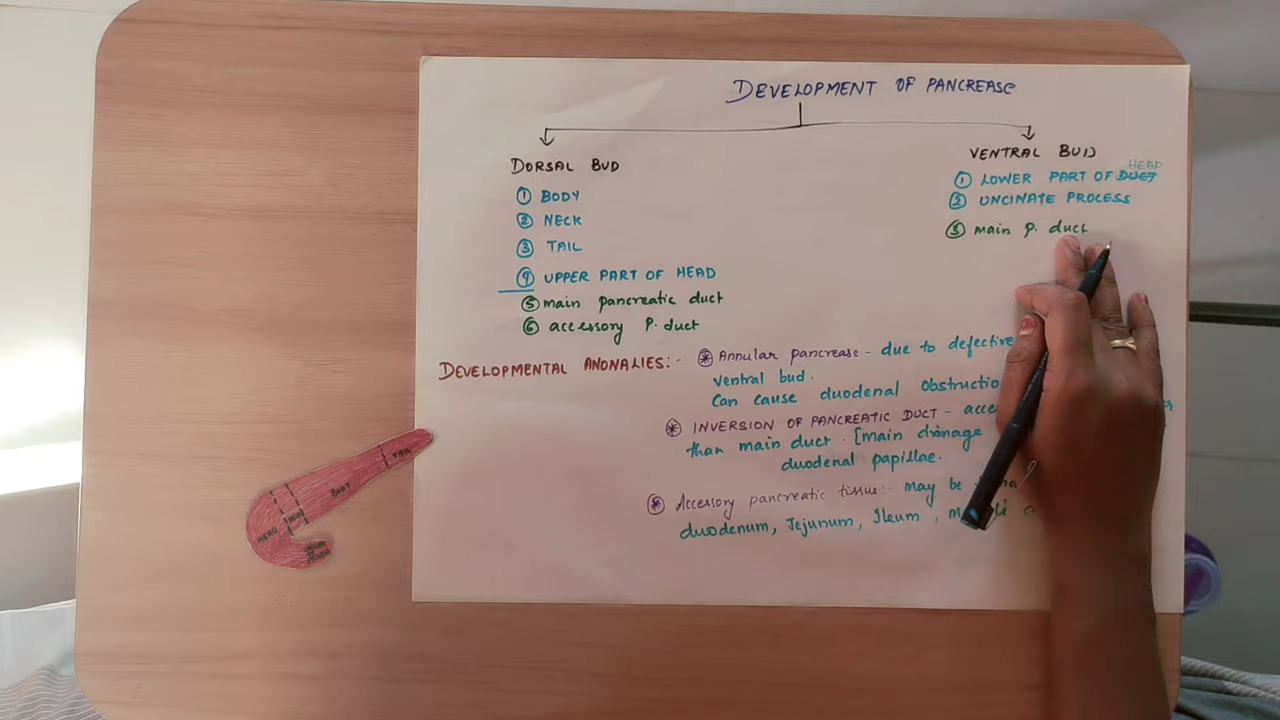 DEVELOPMENT OF PANCREASE
DORSAL BUD
① BODY
② NECK
③ TAIL
④ UPPER PART OF HEAD
⑤ main pancreatic duct
⑥ accessory P. duct
VENTRAL BUD
HEAD
① LOWER PART OF DUCT
② UNCINATE PROCESS
③ main P. duct
DEVELOPMENTAL ANONALIES:-
* Annular pancrease - due to defective
ventral bud.
Can cause duodenal obstructio
* INVERSION OF PANCREATIC DUCT - acce
than main duct. [main drainage
duodenal papillae.
* Accessory pancreatic tissue:- may be
duodenum, Jejunum, Ileum,
TAIL
BODY
NECK
HEAD